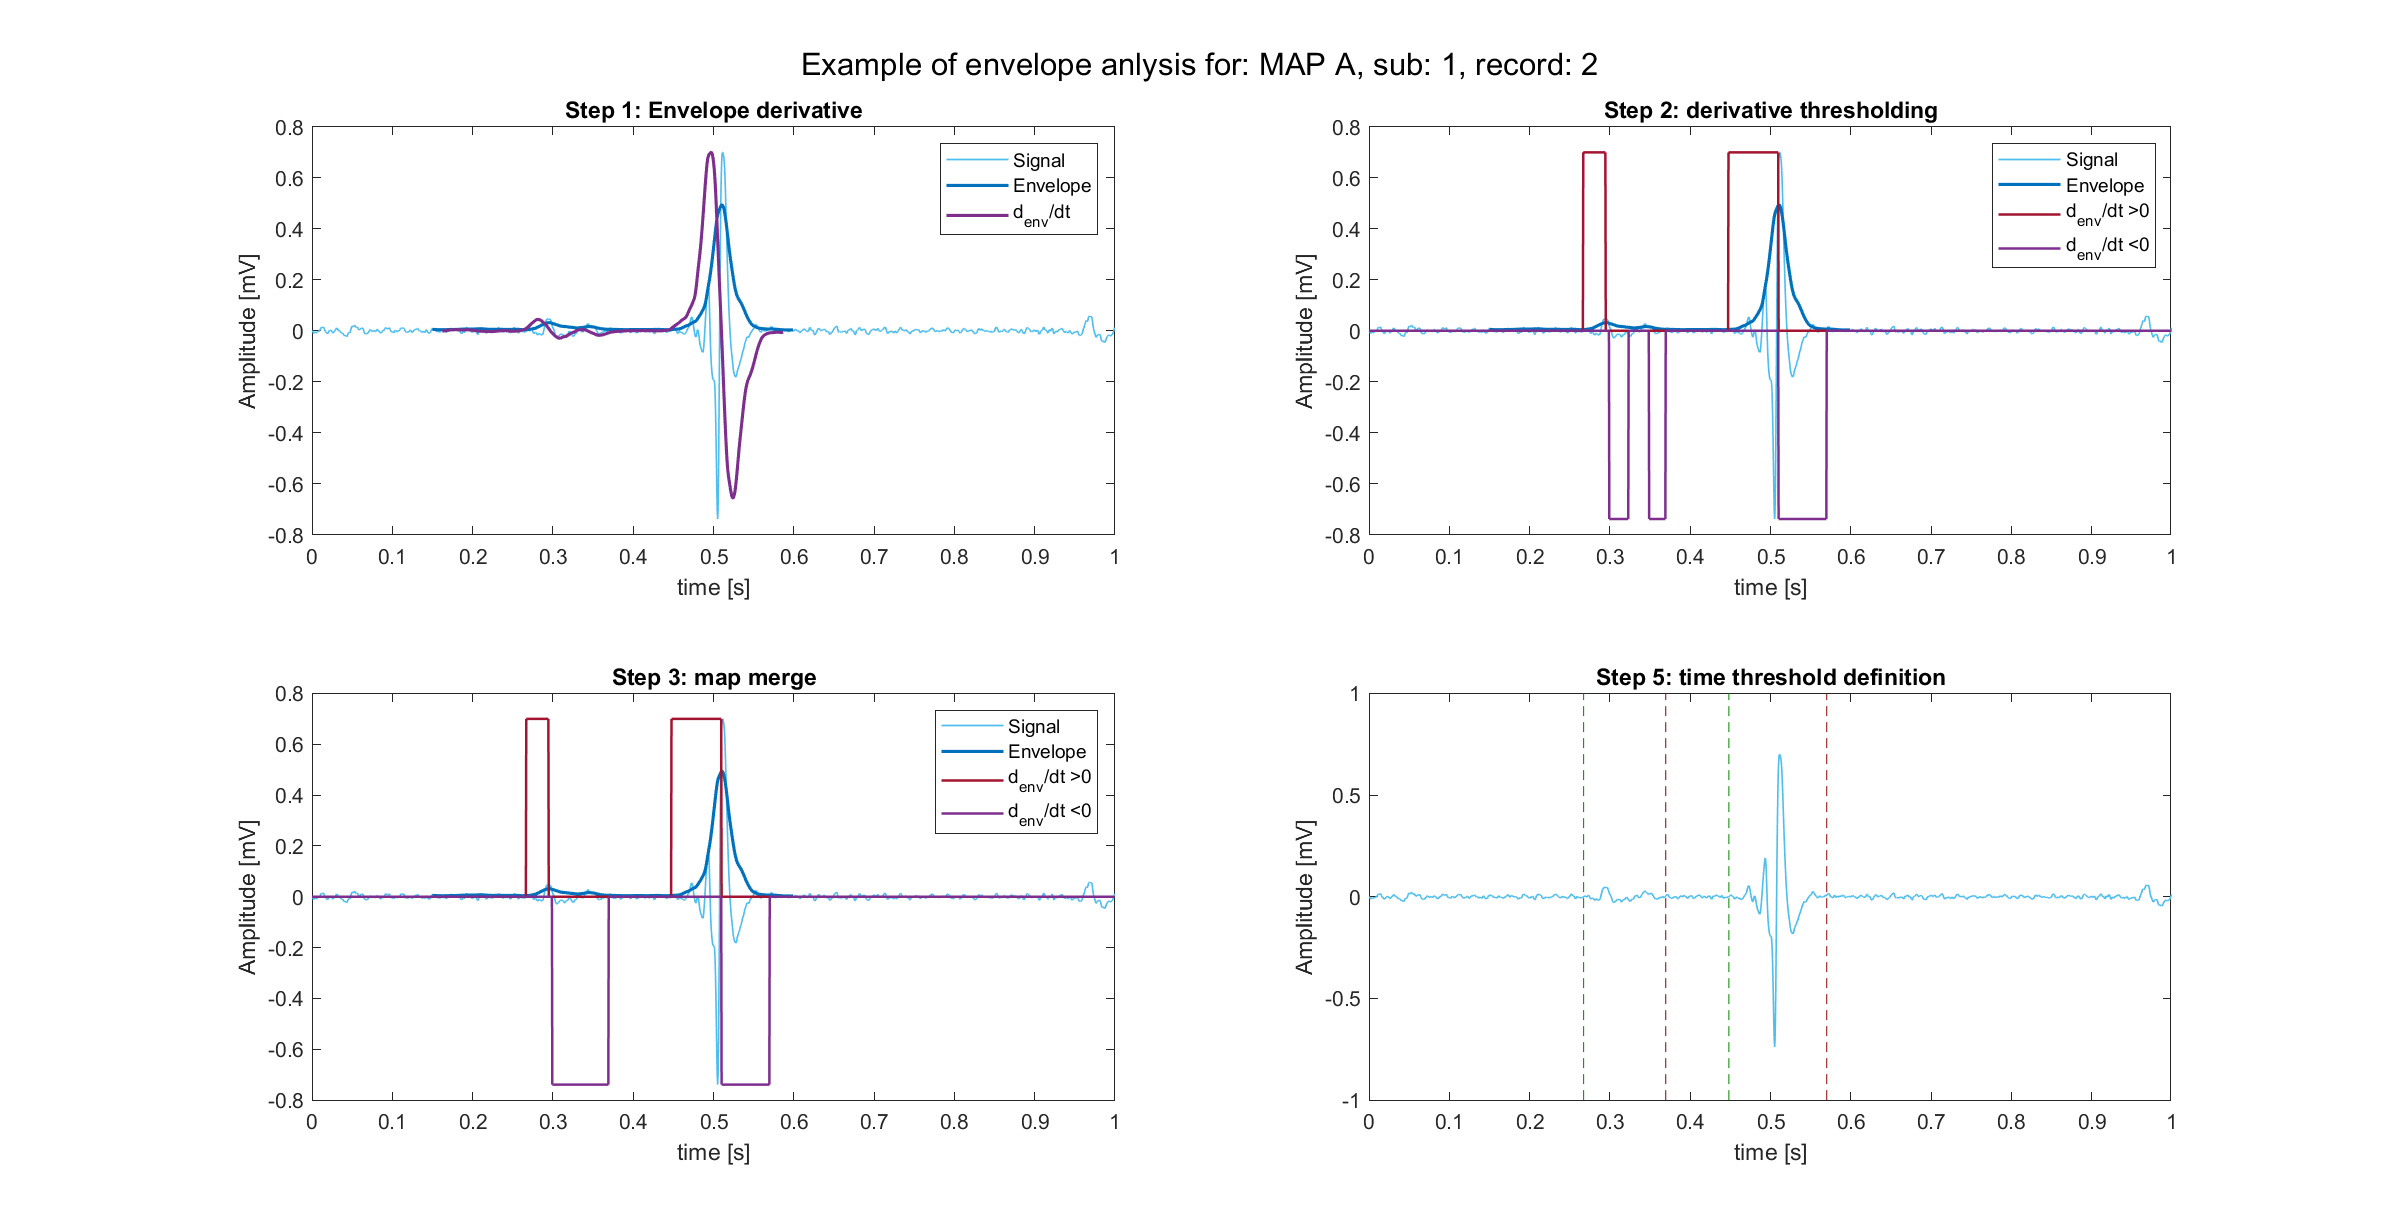 Example of envelope anlysis for: MAP A, sub: 1, record: 2
Step 1: Envelope derivative
0.8
0.6
0.4
0.2
0
-0.2
-0.4
-0.6
-0.8
Amplitude [mV]
0 0.1 0.2 0.3 0.4 0.5 0.6 0.7 0.8 0.9 1
time [s]
Signal
Envelope
d_env/dt
Step 2: derivative thresholding
0.8
0.6
0.4
0.2
0
-0.2
-0.4
-0.6
-0.8
Amplitude [mV]
0 0.1 0.2 0.3 0.4 0.5 0.6 0.7 0.8 0.9 1
time [s]
Signal
Envelope
d_env/dt >0
d_env/dt <0
Step 3: map merge
0.8
0.6
0.4
0.2
0
-0.2
-0.4
-0.6
-0.8
Amplitude [mV]
0 0.1 0.2 0.3 0.4 0.5 0.6 0.7 0.8 0.9 1
time [s]
Signal
Envelope
d_env/dt >0
d_env/dt <0
Step 5: time threshold definition
1
0.5
0
-0.5
-1
Amplitude [mV]
0 0.1 0.2 0.3 0.4 0.5 0.6 0.7 0.8 0.9 1
time [s]